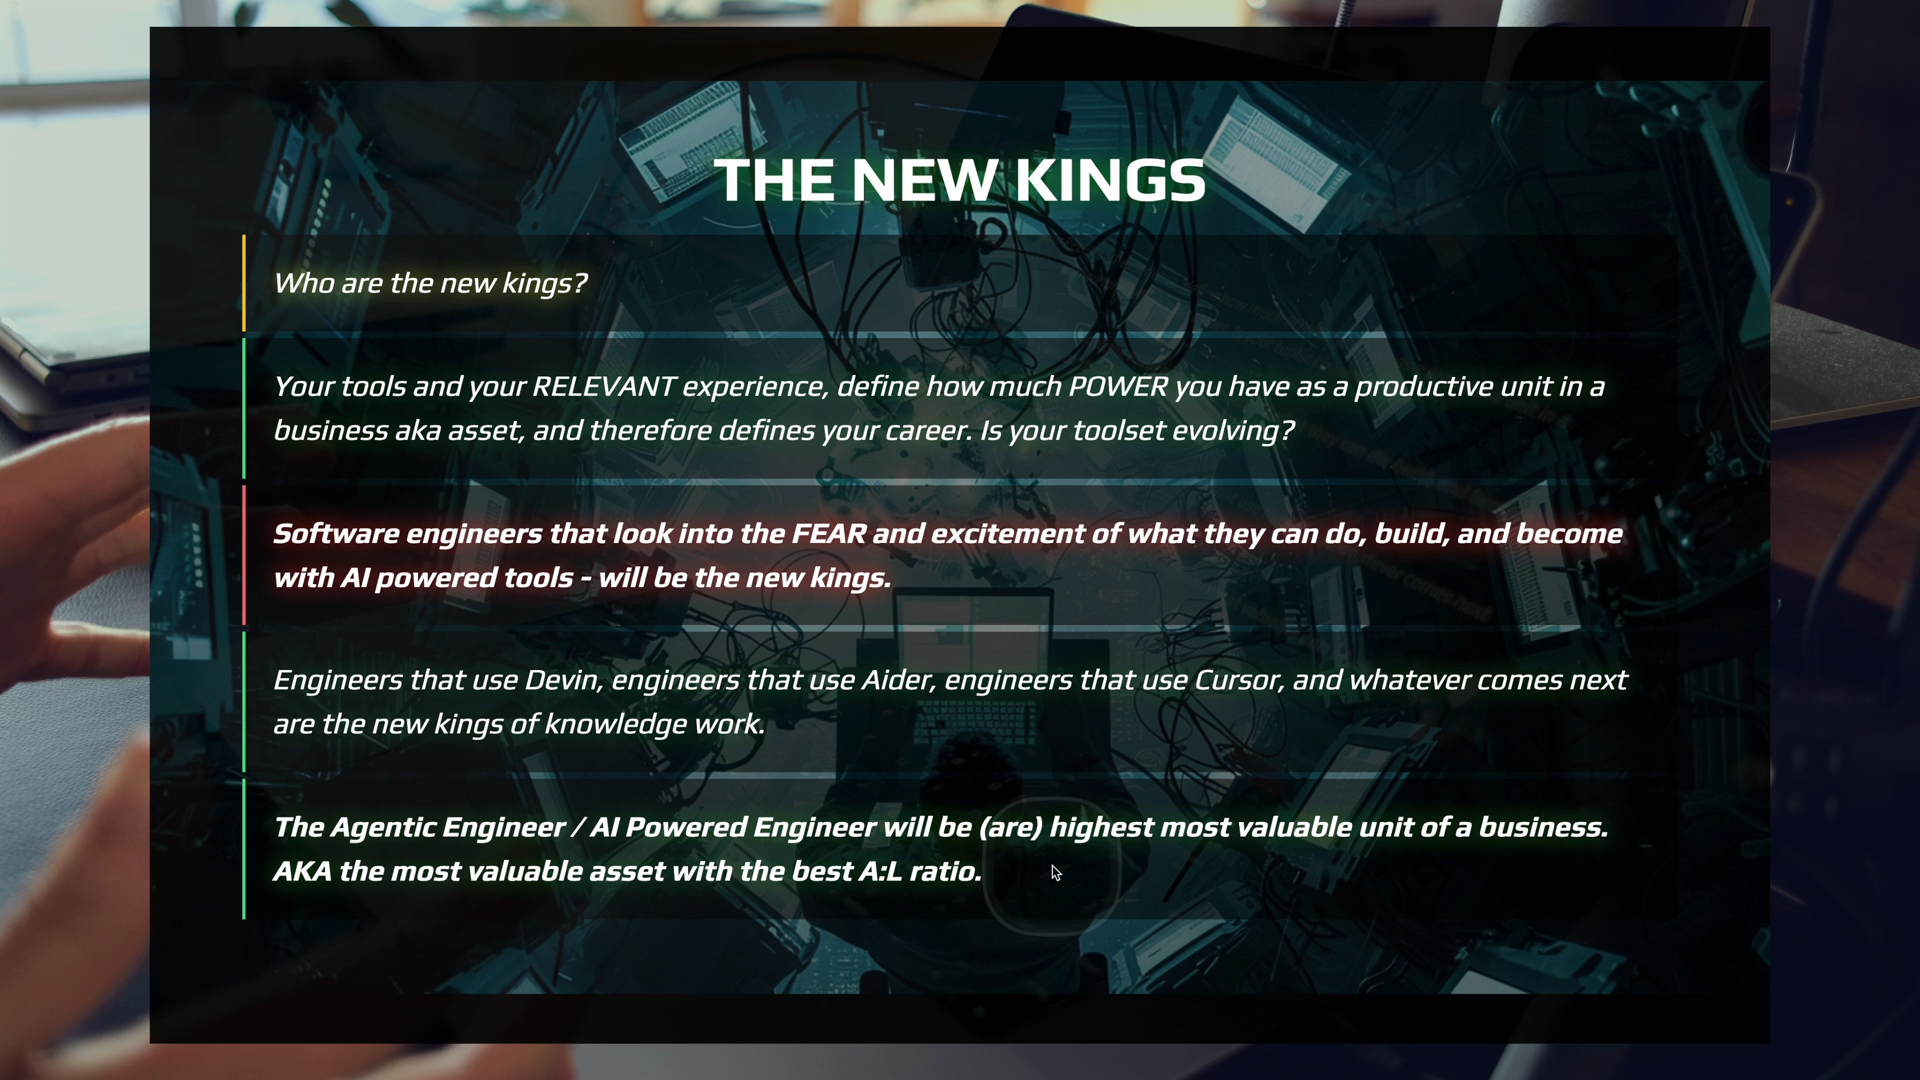 THE NEW KINGS
Who are the new kings?
Your tools and your RELEVANT experience, define how much POWER you have as a productive unit in a
business aka asset, and therefore defines your career. Is your toolset evolving?
Software engineers that look into the FEAR and excitement of what they can do, build, and become
with AI powered tools - will be the new kings.
Engineers that use Devin, engineers that use Aider, engineers that use Cursor, and whatever comes next
are the new kings of knowledge work.
The Agentic Engineer / AI Powered Engineer will be (are) highest most valuable unit of a business.
AKA the most valuable asset with the best A:L ratio.